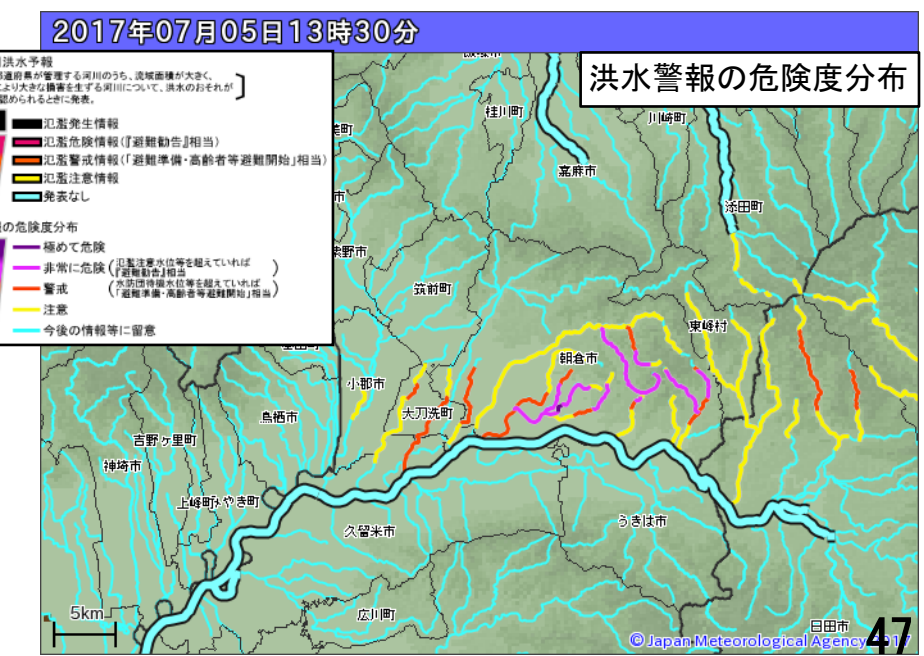 2017年07月05日13時30分
洪水警報の危険度分布
洪水予報
道府県が管理する河川のうち、流域面積が大きく、
より大きな損害を生ずる河川について、洪水のおそれが
認められるときに発表。
氾濫発生情報
氾濫危険情報(『避難勧告』相当)
氾濫警戒情報(「避難準備・高齢者等避難開始」相当)
氾濫注意情報
発表なし
の危険度分布
極めて危険
非常に危険(氾濫注意水位等を超えていれば
『避難勧告』相当)
警戒(水防団待機水位等を超えていれば
「避難準備・高齢者等避難開始」相当)
注意
今後の情報等に留意
桂川町
川崎町
嘉麻市
添田町
筑前町
東峰村
朝倉市
小郡市
大刀洗町
鳥栖市
吉野ヶ里町
神埼市
上峰町
みやき町
久留米市
うきは市
広川町
日田市
5km
© Japan Meteorological Agency 2017
47